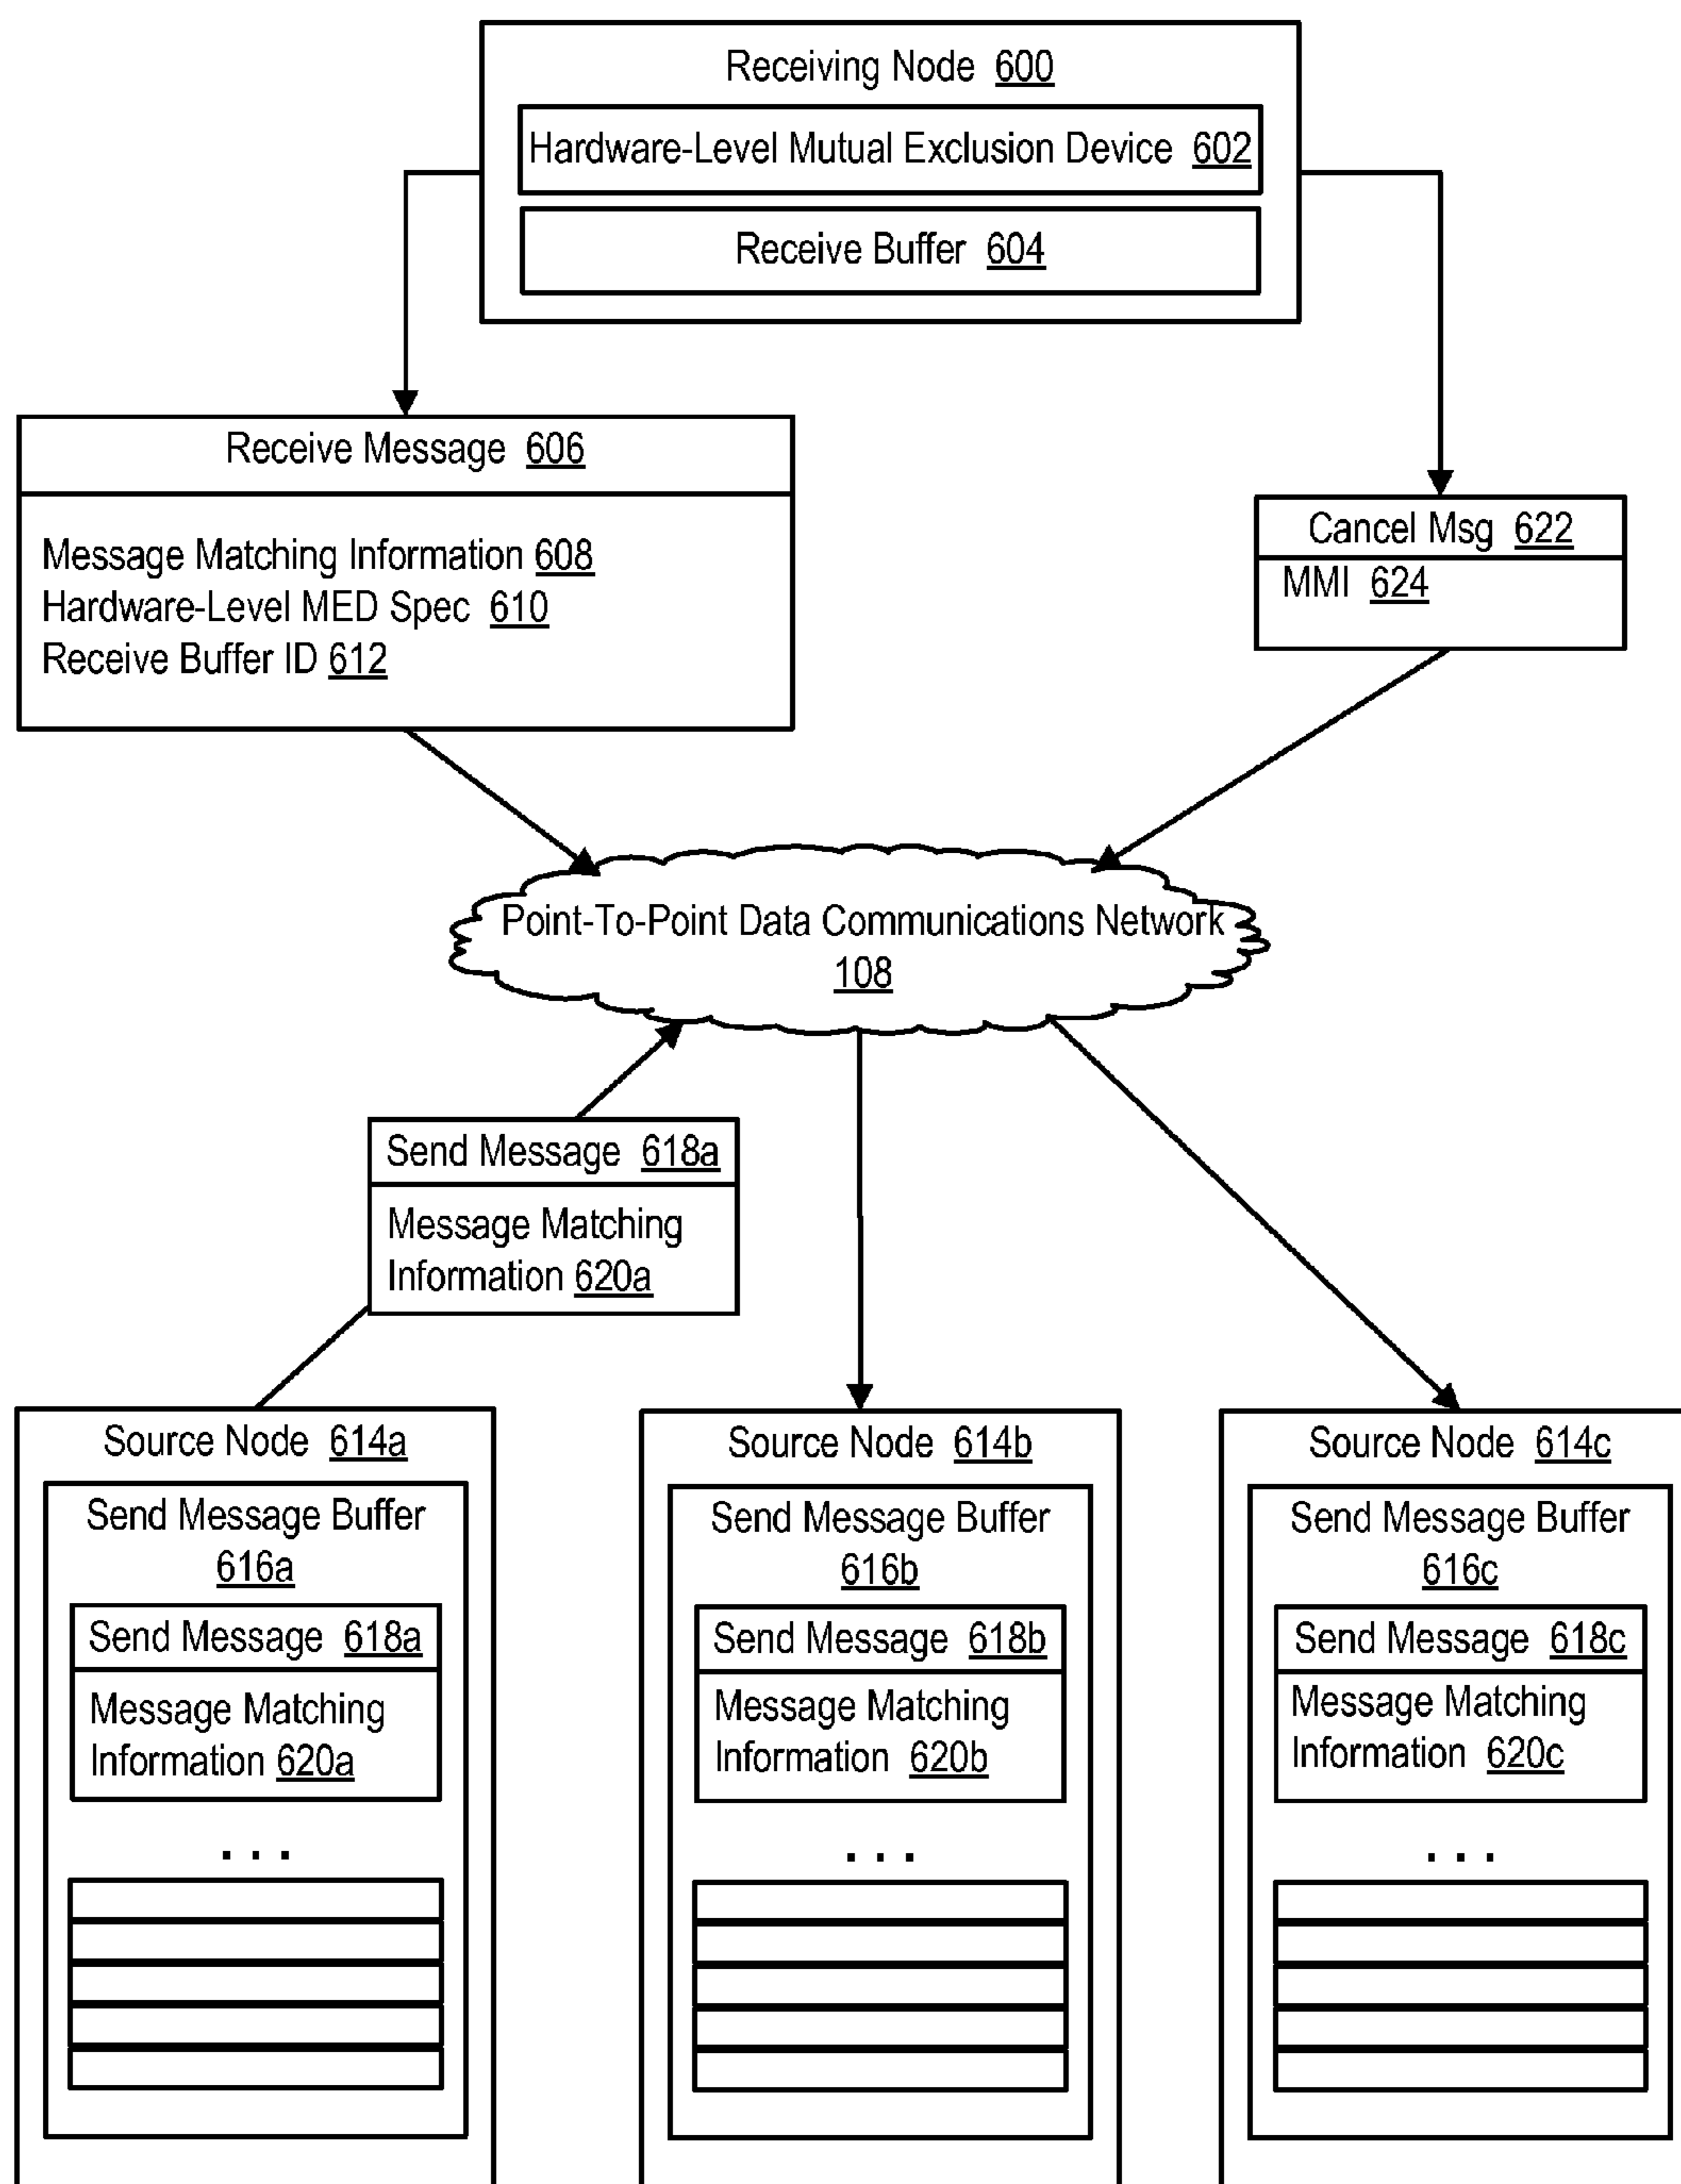 Receiving Node 600
Hardware-Level Mutual Exclusion Device 602
Receive Buffer 604
Receive Message 606
Message Matching Information 608
Hardware-Level MED Spec 610
Receive Buffer ID 612
Cancel Msg 622
MMI 624
Point-To-Point Data Communications Network
108
Send Message 618a
Message Matching
Information 620a
Source Node 614a
Send Message Buffer
616a
Send Message 618a
Message Matching
Information 620a
. . .
Source Node 614b
Send Message Buffer
616b
Send Message 618b
Message Matching
Information 620b
. . .
Source Node 614c
Send Message Buffer
616c
Send Message 618c
Message Matching
Information 620c
. . .